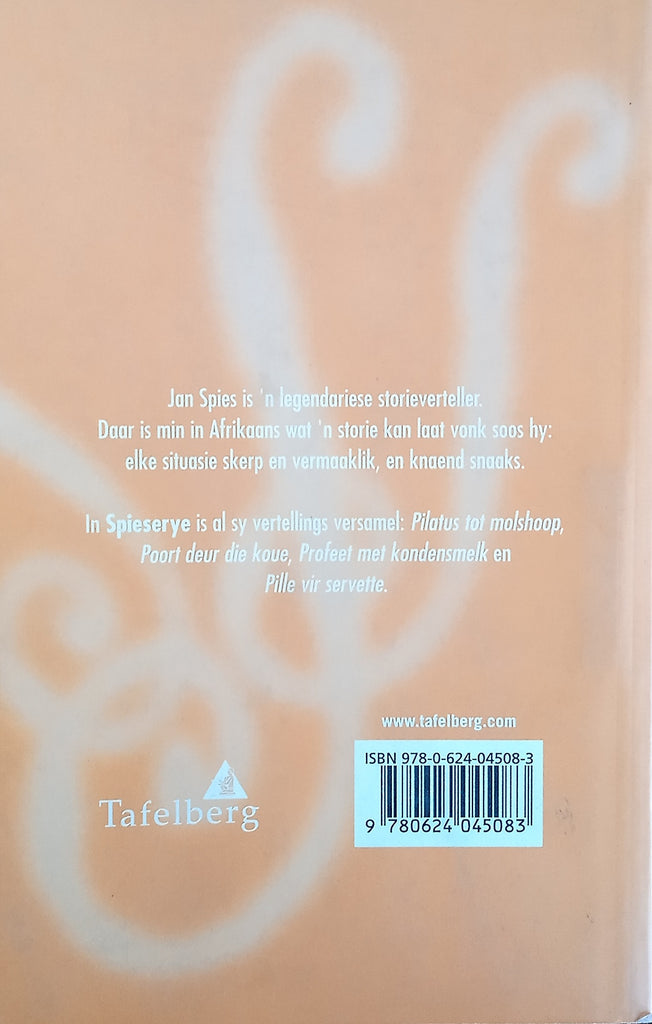 Jan Spies is 'n legendariese storieverteller.
Daar is min in Afrikaans wat 'n storie kan laat vonk soos hy:
elke situasie skerp en vermaaklik, en knaend snaaks.
In Spieserye is al sy vertellings versamel: Pilatus tot molshoop,
Poort deur die koue, Profeet met kondensmelk en
Pille vir servette.
www.tafelberg.com
ISBN 978-0-624-04508-3
9 780624 045083
Tafelberg